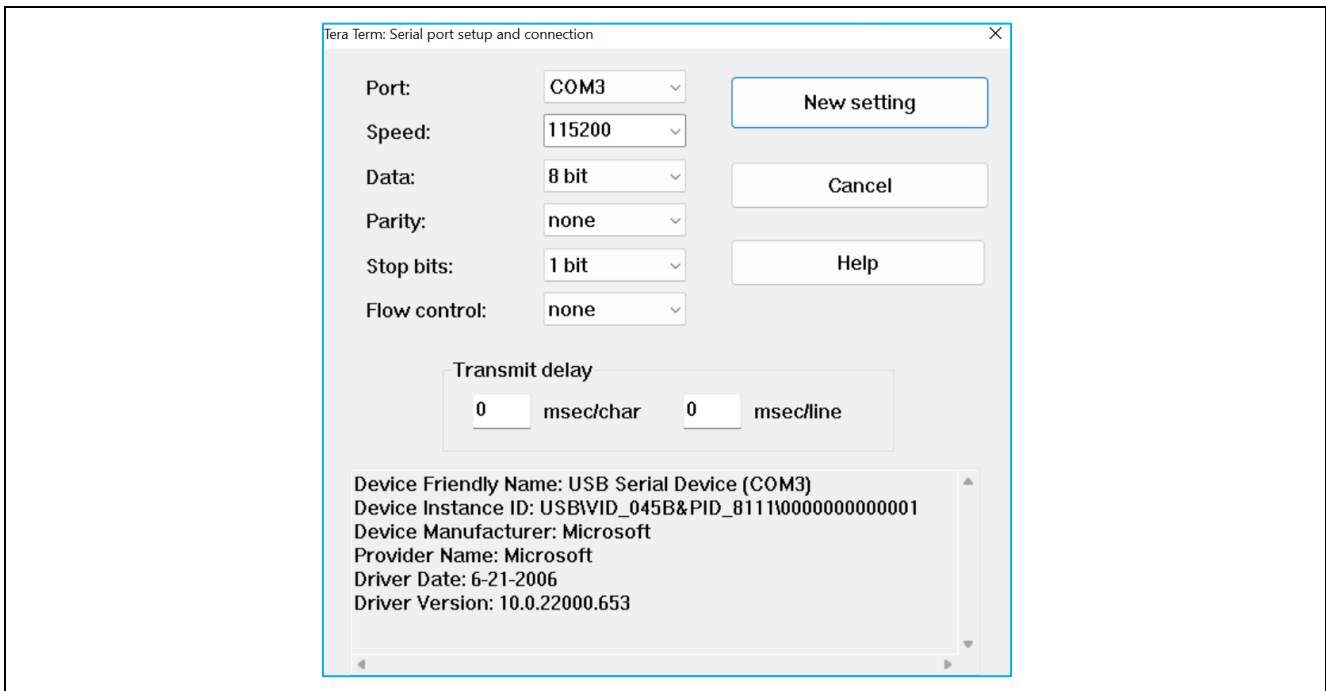 Tera Term: Serial port setup and connection
Port: COM3 New setting
Speed: 115200
Data: 8 bit Cancel
Parity: none
Stop bits: 1 bit Help
Flow control: none
Transmit delay
0 msec/char 0 msec/line
Device Friendly Name: USB Serial Device (COM3)
Device Instance ID: USB\VID_045B&PID_8111\0000000000001
Device Manufacturer: Microsoft
Provider Name: Microsoft
Driver Date: 6-21-2006
Driver Version: 10.0.22000.653